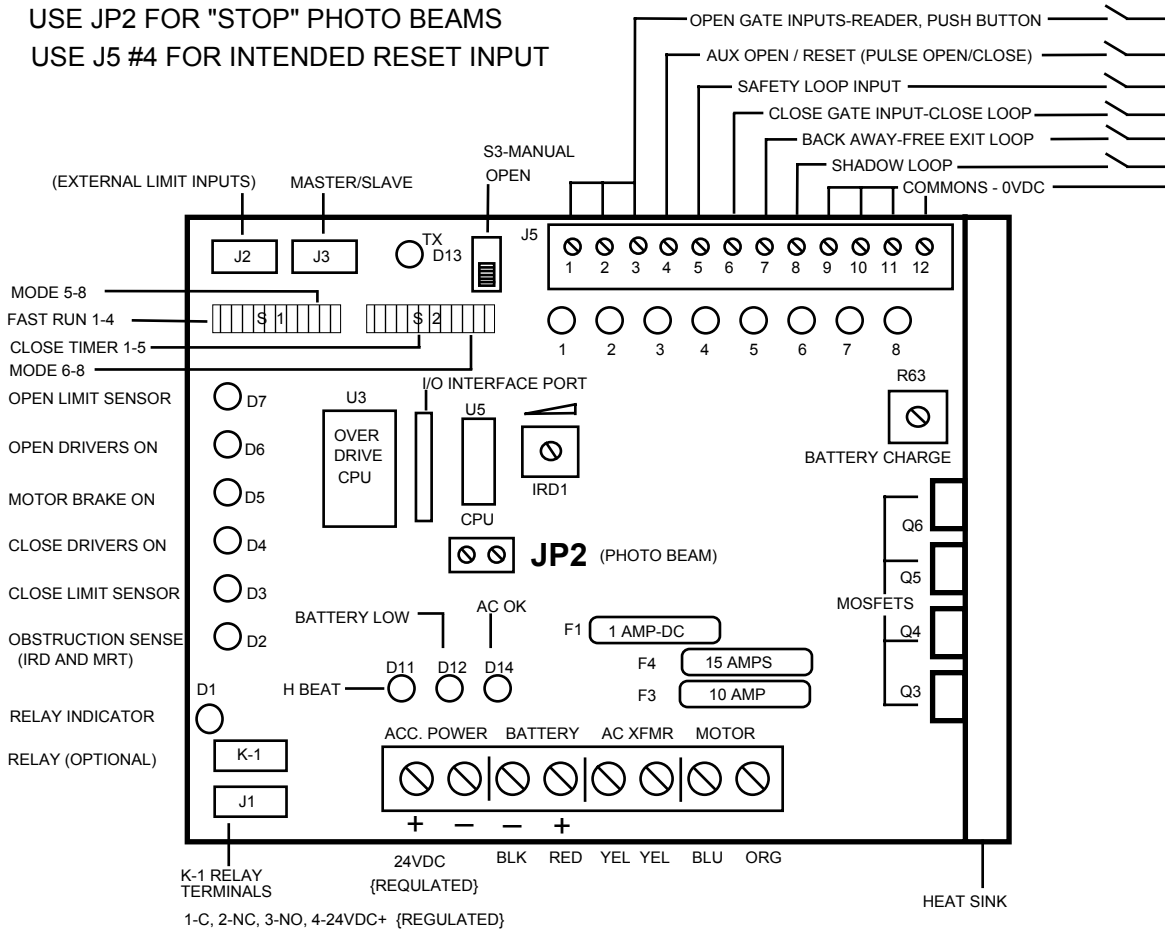 USE JP2 FOR "STOP" PHOTO BEAMS
USE J5 #4 FOR INTENDED RESET INPUT
OPEN GATE INPUTS-READER, PUSH BUTTON
AUX OPEN / RESET (PULSE OPEN/CLOSE)
SAFETY LOOP INPUT
CLOSE GATE INPUT-CLOSE LOOP
BACK AWAY-FREE EXIT LOOP
SHADOW LOOP
COMMONS - 0VDC
S3-MANUAL
OPEN
(EXTERNAL LIMIT INPUTS)
MASTER/SLAVE
J2
J3
TX
D13
J5
1 2 3 4 5 6 7 8 9 10 11 12
MODE 5-8
FAST RUN 1-4
S 1
S 2
CLOSE TIMER 1-5
MODE 6-8
1 2 3 4 5 6 7 8
OPEN LIMIT SENSOR
D7
OPEN DRIVERS ON
D6
MOTOR BRAKE ON
D5
CLOSE DRIVERS ON
D4
CLOSE LIMIT SENSOR
D3
OBSTRUCTION SENSE
(IRD AND MRT)
D2
U3
OVER
DRIVE
CPU
I/O INTERFACE PORT
U5
CPU
IRD1
R63
BATTERY CHARGE
JP2 (PHOTO BEAM)
Q6
Q5
MOSFETS
Q4
Q3
BATTERY LOW
AC OK
F1 1 AMP-DC
F4 15 AMPS
F3 10 AMP
H BEAT
D11 D12 D14
D1
RELAY INDICATOR
RELAY (OPTIONAL)
K-1
J1
ACC. POWER BATTERY AC XFMR MOTOR
+ – – +
24VDC
{REQULATED}
BLK RED YEL YEL BLU ORG
K-1 RELAY
TERMINALS
1-C, 2-NC, 3-NO, 4-24VDC+ {REGULATED}
HEAT SINK